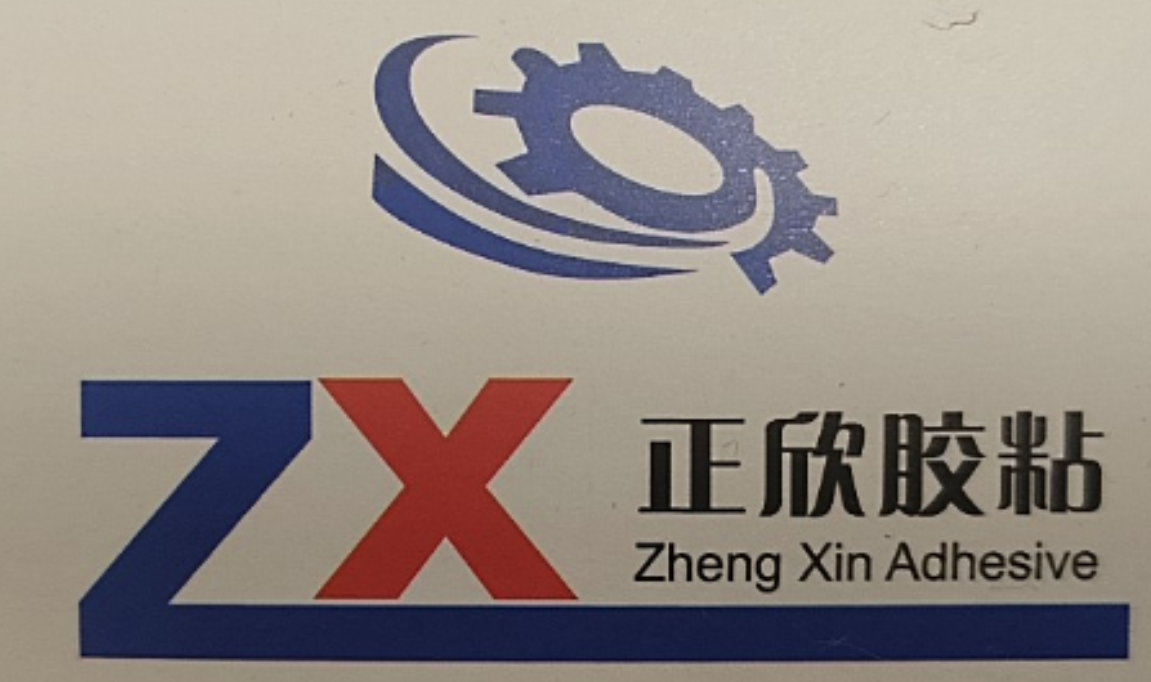 ZX
正欣胶粘
Zheng Xin Adhesive